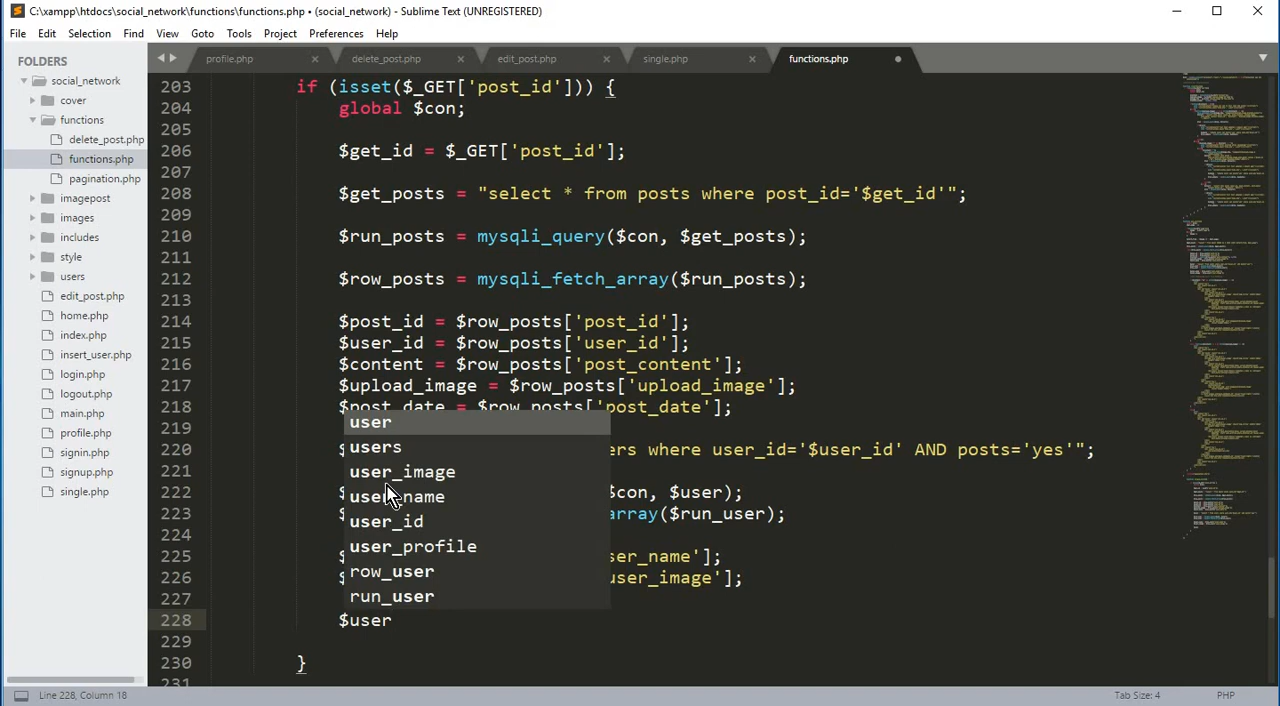 C:\xampp\htdocs\social_network\functions\functions.php • (social_network) - Sublime Text (UNREGISTERED)
File Edit Selection Find View Goto Tools Project Preferences Help
FOLDERS
social_network
cover
functions
delete_post.php
functions.php
pagination.php
imagepost
images
includes
style
users
edit_post.php
home.php
index.php
insert_user.php
login.php
logout.php
main.php
profile.php
signin.php
signup.php
single.php
profile.php × delete_post.php × edit_post.php × single.php × functions.php
203 if (isset($_GET['post_id'])) {
204 global $con;
205
206 $get_id = $_GET['post_id'];
207
208 $get_posts = "select * from posts where post_id='$get_id'";
209
210 $run_posts = mysqli_query($con, $get_posts);
211
212 $row_posts = mysqli_fetch_array($run_posts);
213
214 $post_id = $row_posts['post_id'];
215 $user_id = $row_posts['user_id'];
216 $content = $row_posts['post_content'];
217 $upload_image = $row_posts['upload_image'];
218 $post_date = $row_posts['post_date'];
219
220 $ ers where user_id='$user_id' AND posts='yes'";
221
222 $ $con, $user);
223 $ array($run_user);
224
225 $ ser_name'];
226 $ user_image'];
227
228 $user
229
230 }
231
user
users
user_image
user_name
user_id
user_profile
row_user
run_user
Line 228, Column 18
Tab Size: 4
PHP